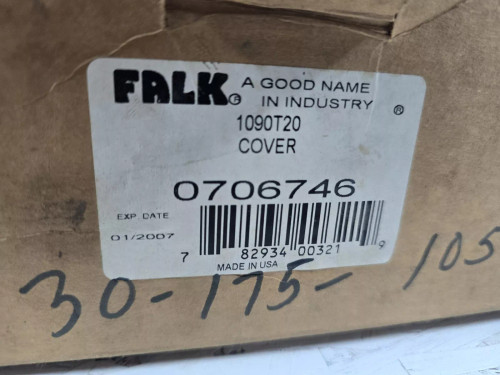 FALK® A GOOD NAME
IN INDUSTRY ®
1090T20
COVER
0706746
EXP. DATE
01/2007
7 82934 00321 9
MADE IN USA
30-175-105